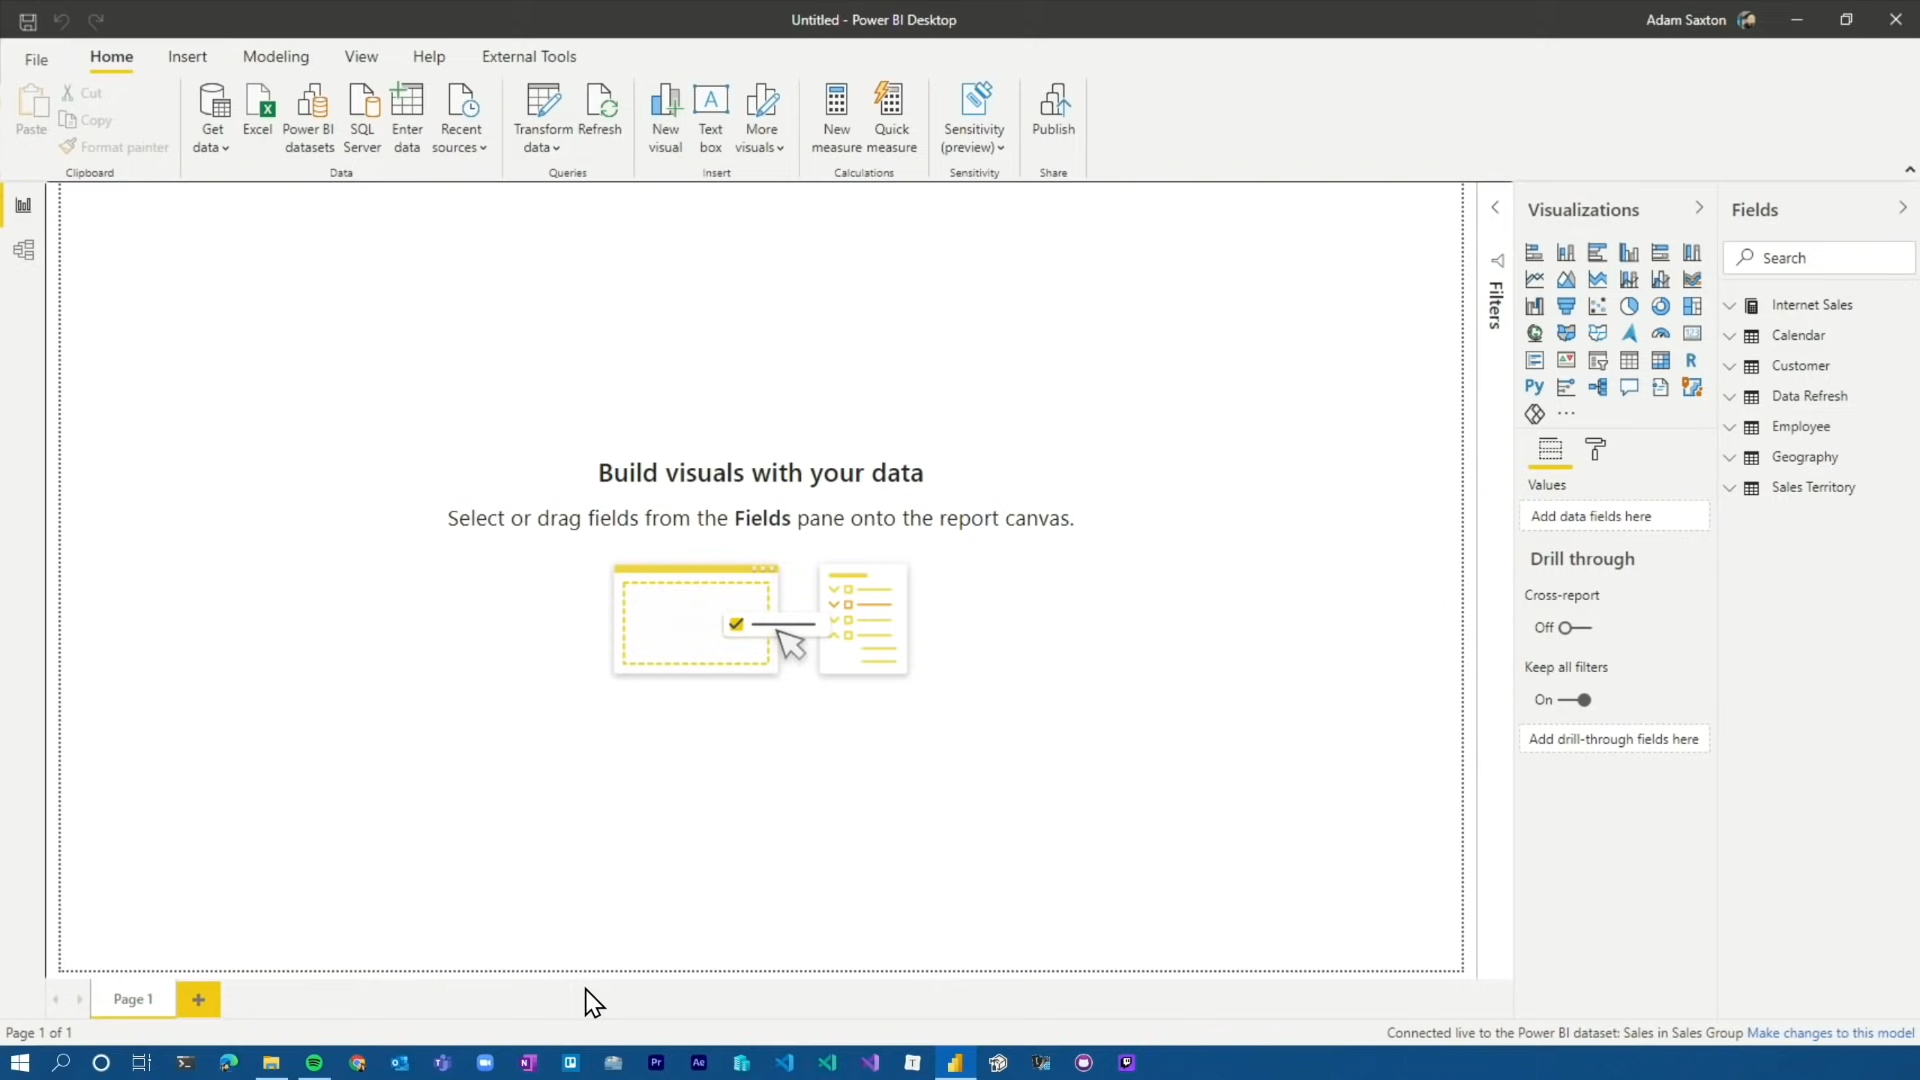 Untitled - Power BI Desktop
Adam Saxton
File
Home
Insert
Modeling
View
Help
External Tools
Paste
Cut
Copy
Format painter
Clipboard
Get data
Excel
Power BI datasets
SQL Server
Enter data
Recent sources
Data
Transform data
Refresh
Queries
New visual
Text box
More visuals
Insert
New measure
Quick measure
Calculations
Sensitivity (preview)
Sensitivity
Publish
Share
Build visuals with your data
Select or drag fields from the Fields pane onto the report canvas.
Filters
Visualizations
R
Py
123
Values
Add data fields here
Drill through
Cross-report
Off
Keep all filters
On
Add drill-through fields here
Fields
Search
Internet Sales
Calendar
Customer
Data Refresh
Employee
Geography
Sales Territory
Page 1
Page 1 of 1
Connected live to the Power BI dataset: Sales in Sales Group Make changes to this model
Pr
Ae